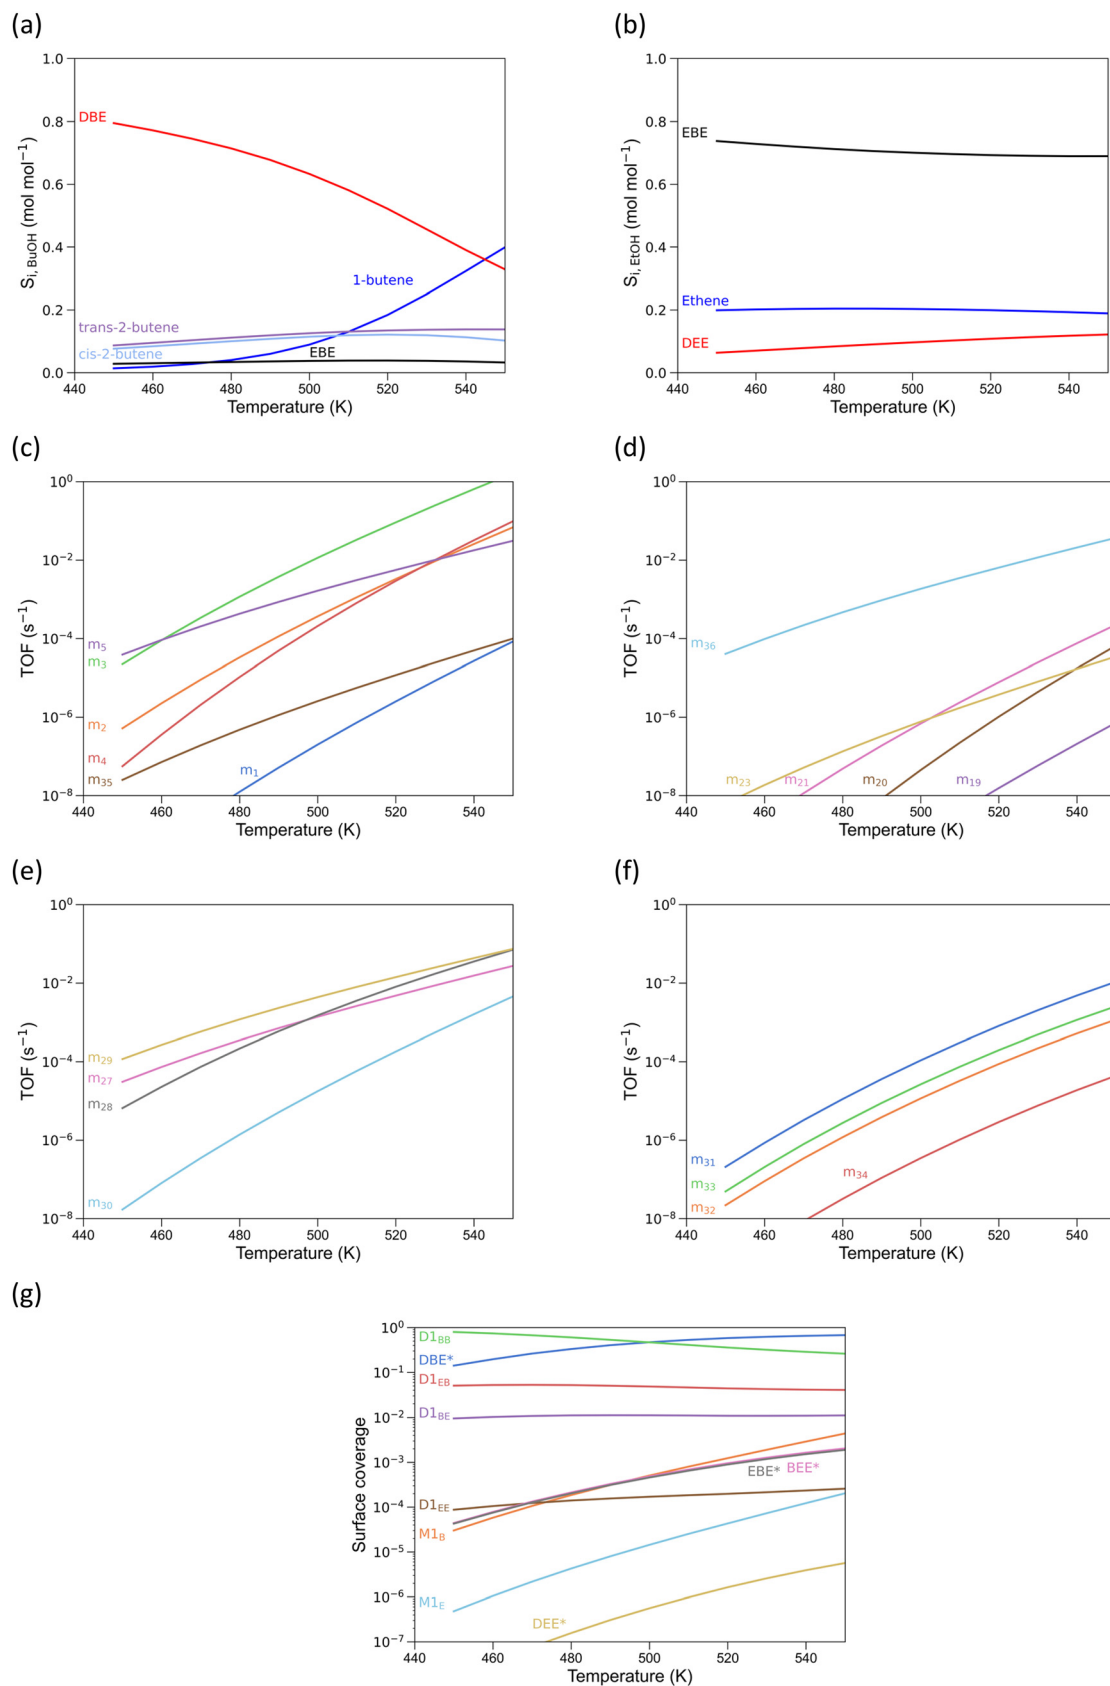 (a)
1.0
0.8
0.6
0.4
0.2
0.0
S_i, BuOH (mol mol⁻¹)
DBE
1-butene
trans-2-butene
cis-2-butene
EBE
440 460 480 500 520 540
Temperature (K)
(b)
1.0
0.8
0.6
0.4
0.2
0.0
S_i, EtOH (mol mol⁻¹)
EBE
Ethene
DEE
440 460 480 500 520 540
Temperature (K)
(c)
10⁰
10⁻²
10⁻⁴
10⁻⁶
10⁻⁸
TOF (s⁻¹)
m₅
m₃
m₂
m₄
m₃₅
m₁
440 460 480 500 520 540
Temperature (K)
(d)
10⁰
10⁻²
10⁻⁴
10⁻⁶
10⁻⁸
TOF (s⁻¹)
m₃₆
m₂₃ m₂₁ m₂₀ m₁₉
440 460 480 500 520 540
Temperature (K)
(e)
10⁰
10⁻²
10⁻⁴
10⁻⁶
10⁻⁸
TOF (s⁻¹)
m₂₉
m₂₇
m₂₈
m₃₀
440 460 480 500 520 540
Temperature (K)
(f)
10⁰
10⁻²
10⁻⁴
10⁻⁶
10⁻⁸
TOF (s⁻¹)
m₃₁
m₃₃
m₃₂
m₃₄
440 460 480 500 520 540
Temperature (K)
(g)
10⁰
10⁻¹
10⁻²
10⁻³
10⁻⁴
10⁻⁵
10⁻⁶
10⁻⁷
Surface coverage
D1_BB
DBE*
D1_EB
D1_BE
EBE* BEE*
D1_EE
M1_B
M1_E
DEE*
440 460 480 500 520 540
Temperature (K)